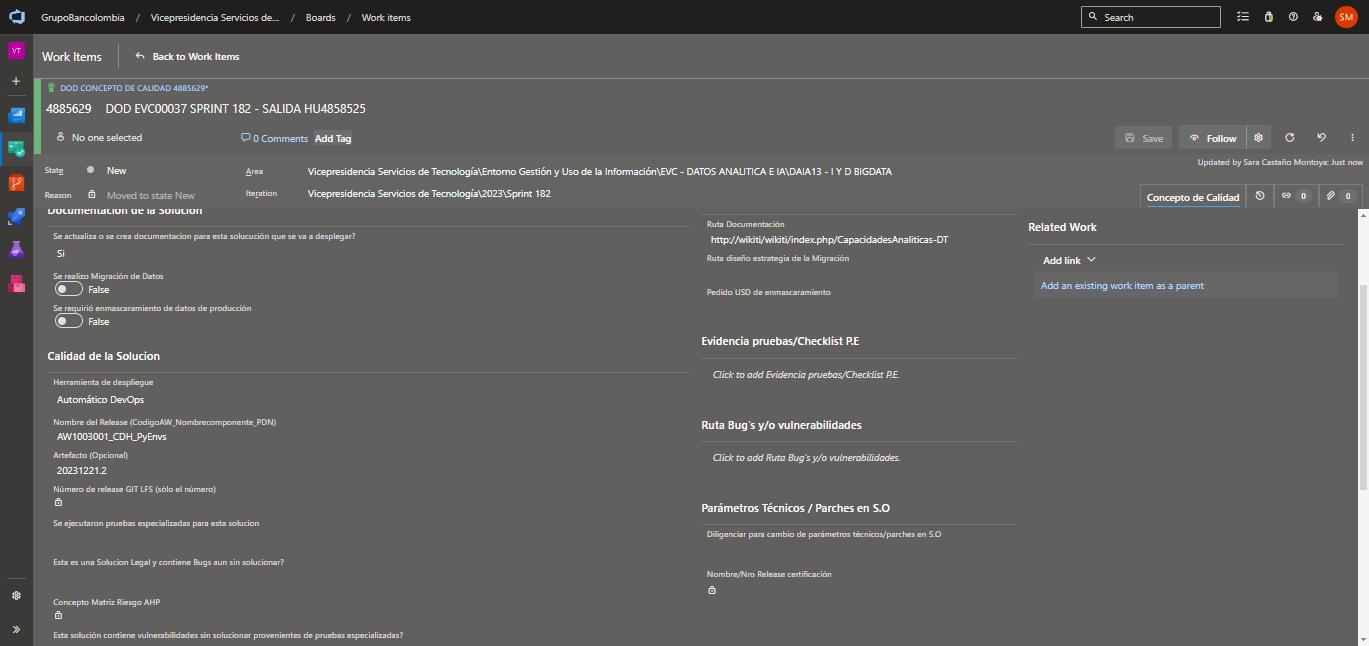 GrupoBancolombia / Vicepresidencia Servicios de... / Boards / Work items
Search
SM
VT
Work Items
Back to Work Items
DOD CONCEPTO DE CALIDAD 4885629*
4885629 DOD EVC00037 SPRINT 182 - SALIDA HU4858525
No one selected
0 Comments
Add Tag
Save
Follow
Updated by Sara Castaño Montoya: Just now
State
New
Area
Vicepresidencia Servicios de Tecnología\Entorno Gestión y Uso de la Información\EVC - DATOS ANALITICA E IA\DAIA13 - I Y D BIGDATA
Reason
Moved to state New
Iteration
Vicepresidencia Servicios de Tecnología\2023\Sprint 182
Concepto de Calidad
0
0
Documentacion de la Solucion
Se actualiza o se crea documentacion para esta solucución que se va a desplegar?
Si
Se realizo Migración de Datos
False
Se requirió enmascaramiento de datos de producción
False
Calidad de la Solucion
Herramienta de despliegue
Automático DevOps
Nombre del Release (CodigoAW_Nombrecomponente_PDN)
AW1003001_CDH_PyEnvs
Artefacto (Opcional)
20231221.2
Número de release GIT LFS (sólo el número)
Se ejecutaron pruebas especializadas para esta solucion
Esta es una Solucion Legal y contiene Bugs aun sin solucionar?
Concepto Matriz Riesgo AHP
Esta solución contiene vulnerabilidades sin solucionar provenientes de pruebas especializadas?
Ruta Documentación
http://wikiti/wikiti/index.php/CapacidadesAnaliticas-DT
Ruta diseño estrategia de la Migración
Pedido USD de enmascaramiento
Evidencia pruebas/Checklist P.E
Click to add Evidencia pruebas/Checklist P.E.
Ruta Bug's y/o vulnerabilidades
Click to add Ruta Bug's y/o vulnerabilidades.
Parámetros Técnicos / Parches en S.O
Diligenciar para cambio de parámetros técnicos/parches en S.O
Nombre/Nro Release certificación
Related Work
Add link
Add an existing work item as a parent